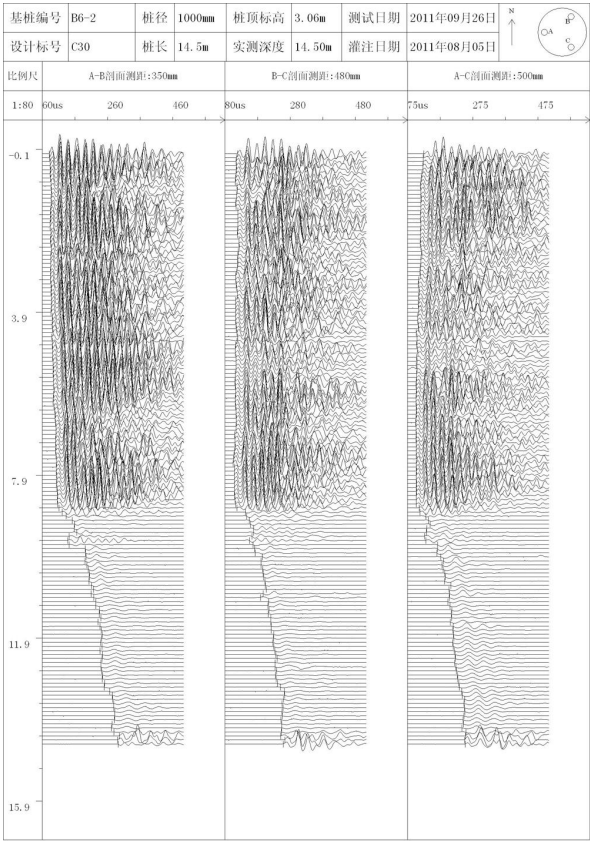 基桩编号 B6-2 桩径 1000mm 桩顶标高 3.06m 测试日期 2011年09月26日 N B A C
设计标号 C30 桩长 14.5m 实测深度 14.50m 灌注日期 2011年08月05日
比例尺 A-B剖面测距:350mm B-C剖面测距:480mm A-C剖面测距:500mm
1:80 60us 260 460 80us 280 480 75us 275 475
-0.1
3.9
7.9
11.9
15.9